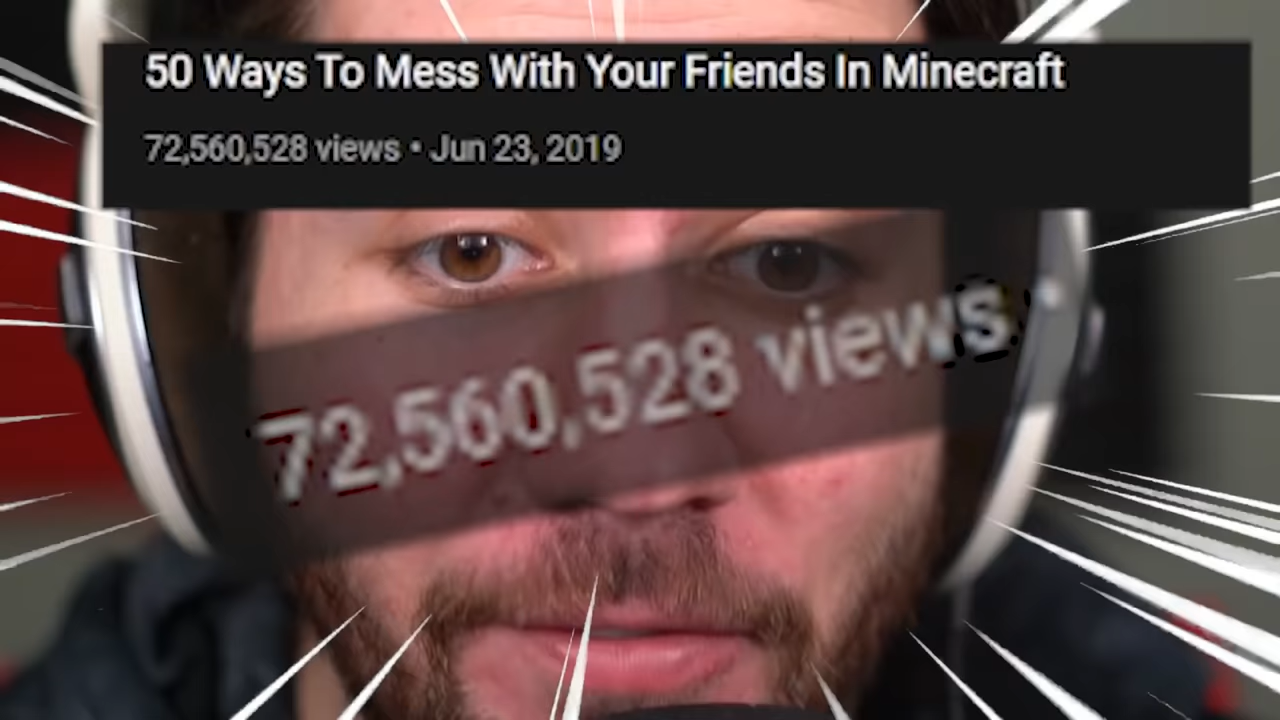 50 Ways To Mess With Your Friends In Minecraft
72,560,528 views • Jun 23, 2019
72,560,528 views